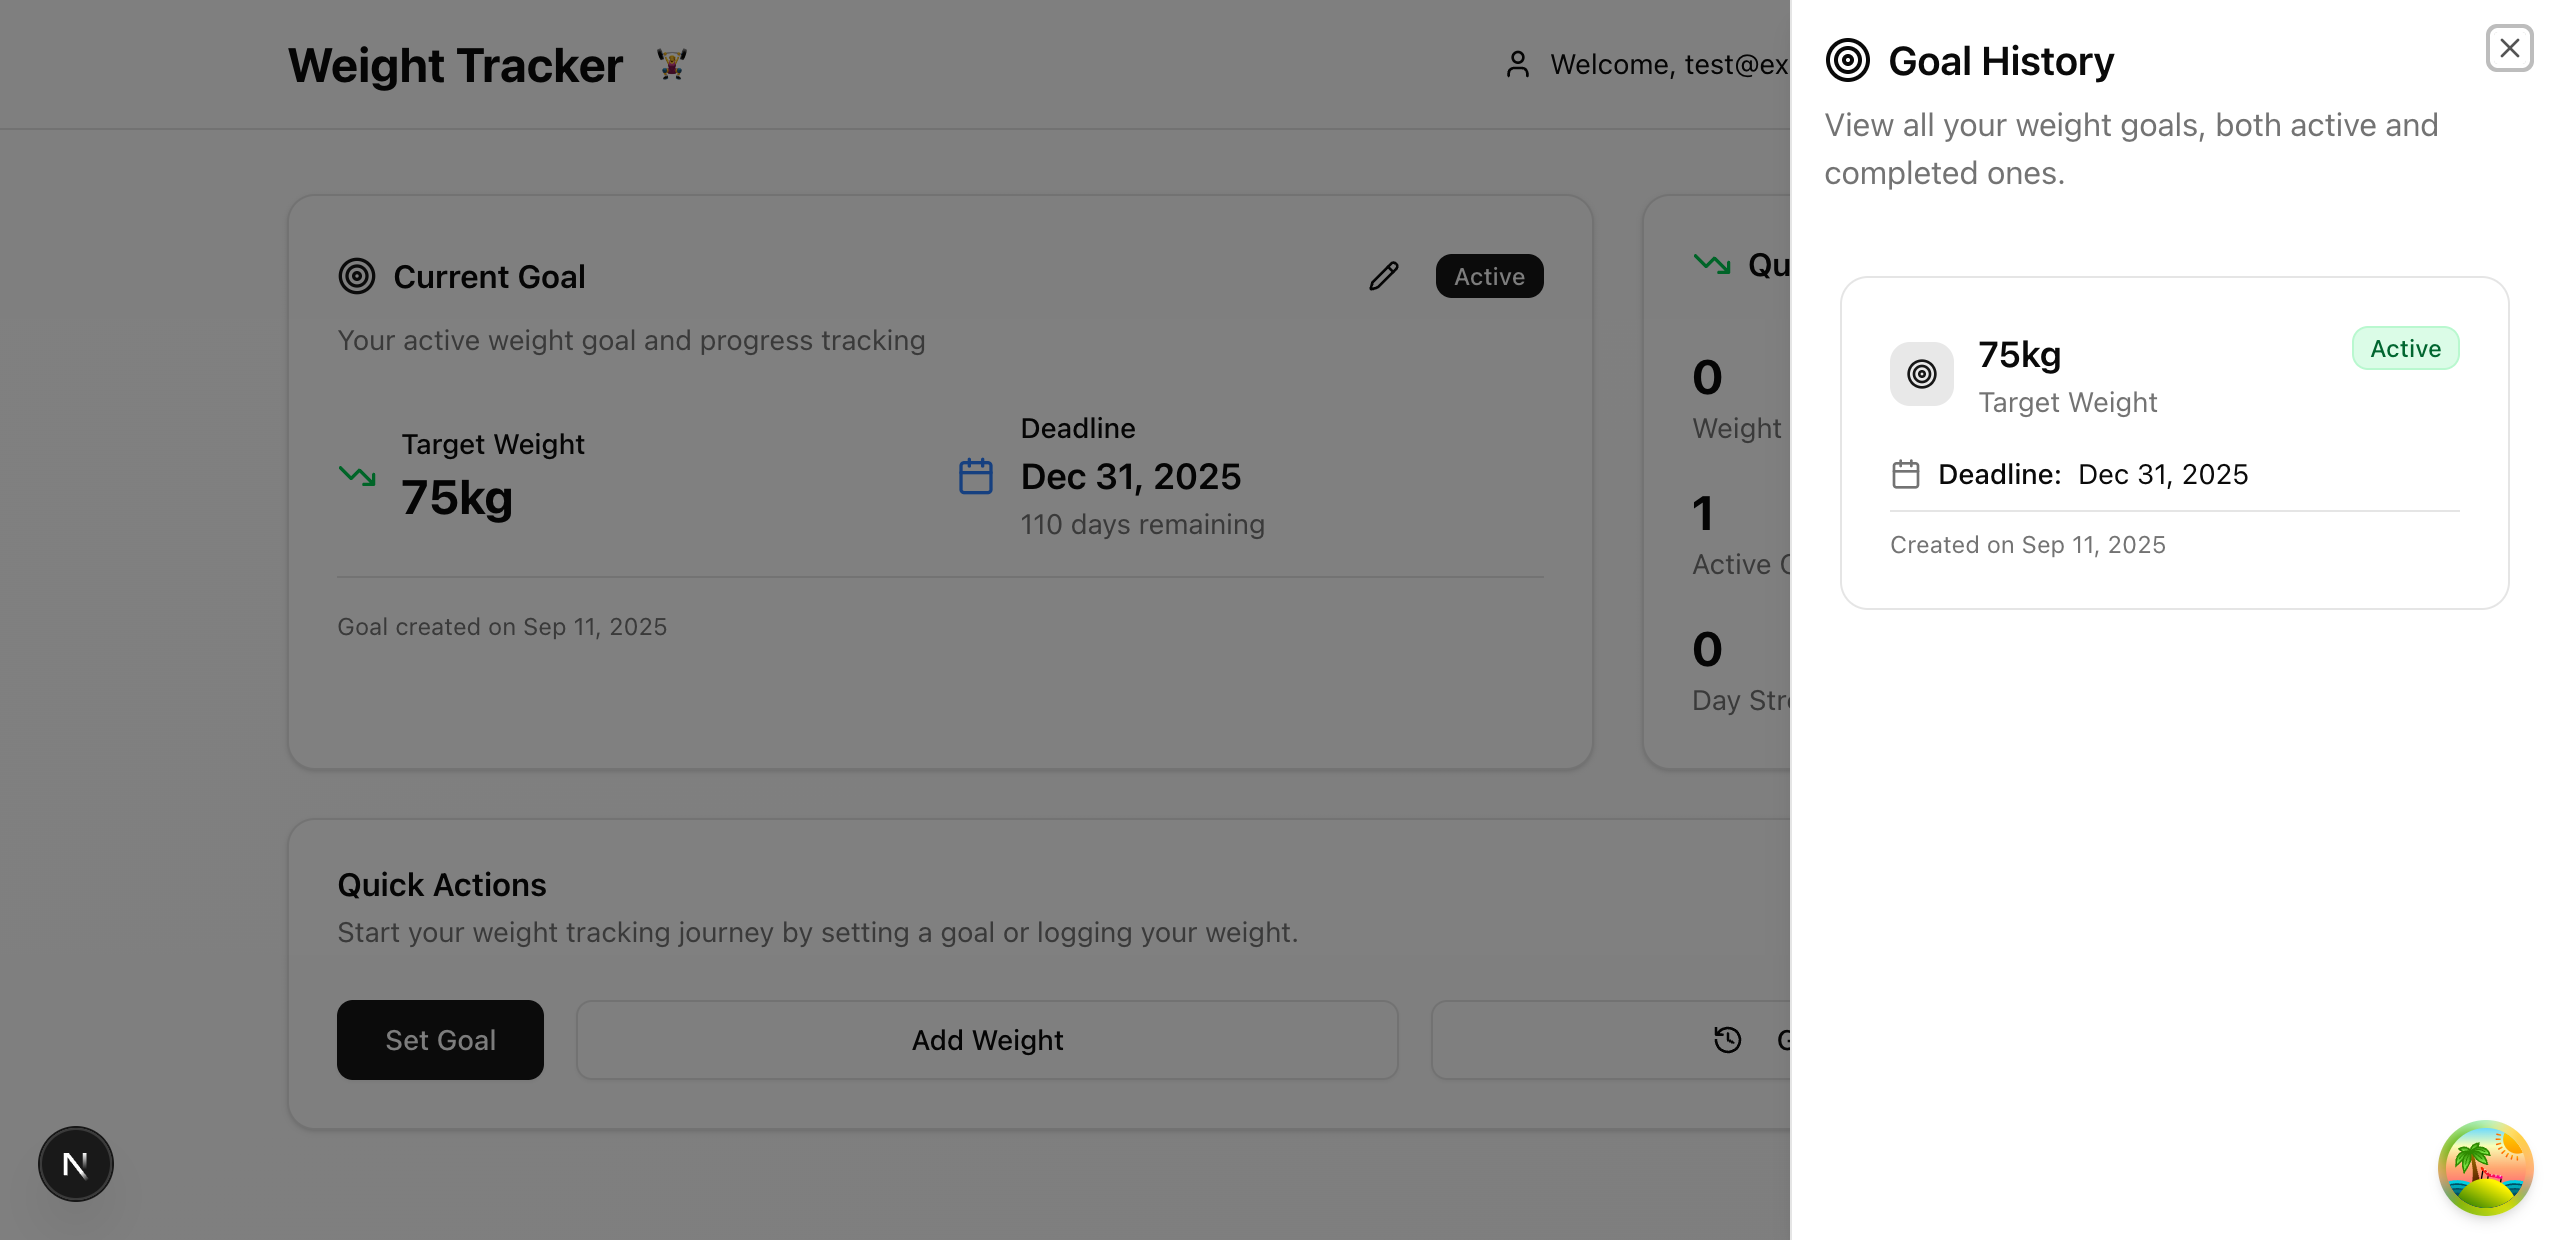 Weight Tracker
Welcome, test@ex
Current Goal
Active
Your active weight goal and progress tracking
Target Weight
75kg
Deadline
Dec 31, 2025
110 days remaining
Goal created on Sep 11, 2025
Qu
0
Weight
1
Active
0
Day Str
Quick Actions
Start your weight tracking journey by setting a goal or logging your weight.
Set Goal
Add Weight
G
N
Goal History
View all your weight goals, both active and
completed ones.
75kg
Active
Target Weight
Deadline: Dec 31, 2025
Created on Sep 11, 2025